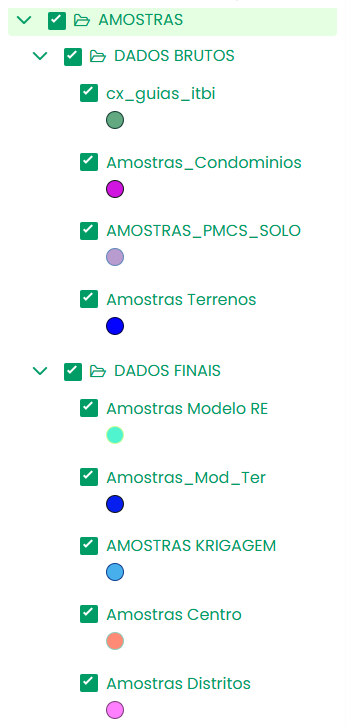 AMOSTRAS
DADOS BRUTOS
cx_guias_itbi
Amostras_Condominios
AMOSTRAS_PMCS_SOLO
Amostras Terrenos
DADOS FINAIS
Amostras Modelo RE
Amostras_Mod_Ter
AMOSTRAS KRIGAGEM
Amostras Centro
Amostras Distritos